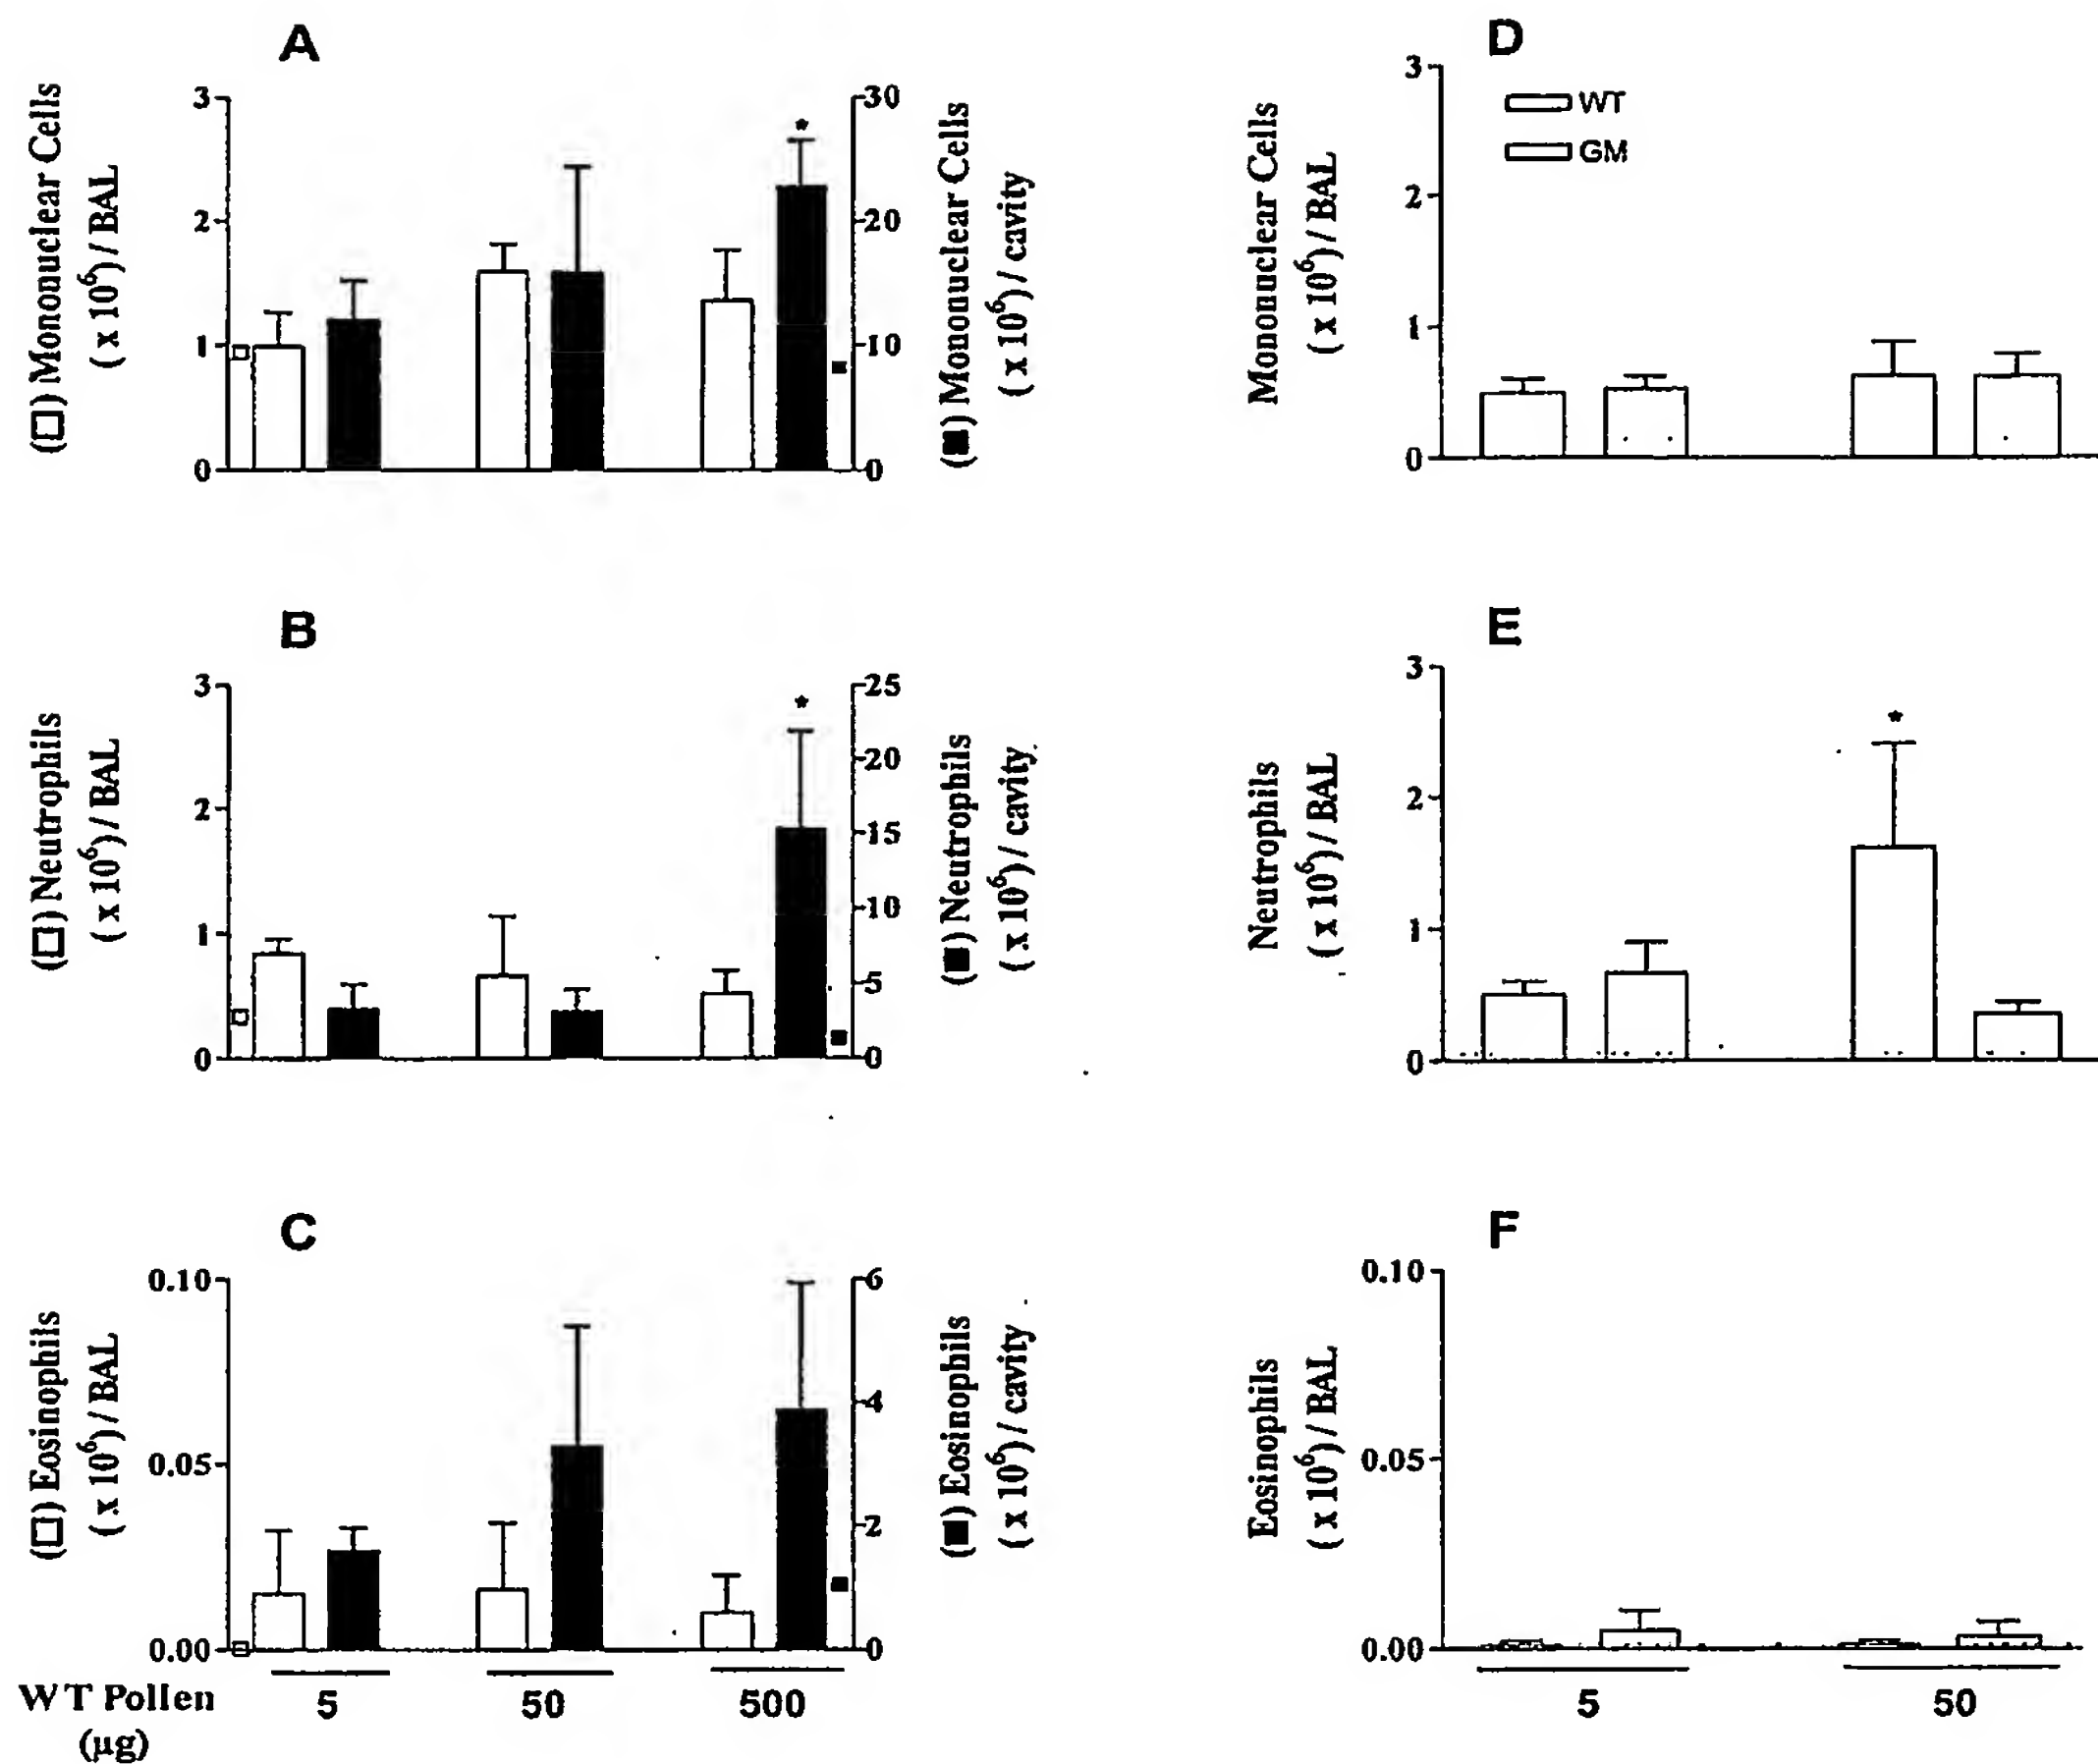 A
(□) Mononuclear Cells
(x 10⁶) / BAL
3
2
1
0
30
20
10
0
(■) Mononuclear Cells
(x 10⁶) / cavity
*
D
WT
GM
Mononuclear Cells
(x 10⁶) / BAL
3
2
1
0
B
(□) Neutrophils
(x 10⁶) / BAL
3
2
1
0
25
20
15
10
5
0
(■) Neutrophils
(x 10⁶) / cavity
*
E
Neutrophils
(x 10⁶) / BAL
3
2
1
0
*
C
(□) Eosinophils
(x 10⁶) / BAL
0.10
0.05
0.00
6
4
2
0
(■) Eosinophils
(x 10⁶) / cavity
WT Pollen
(µg)
5 50 500
F
Eosinophils
(x 10⁶) / BAL
0.10
0.05
0.00
5 50